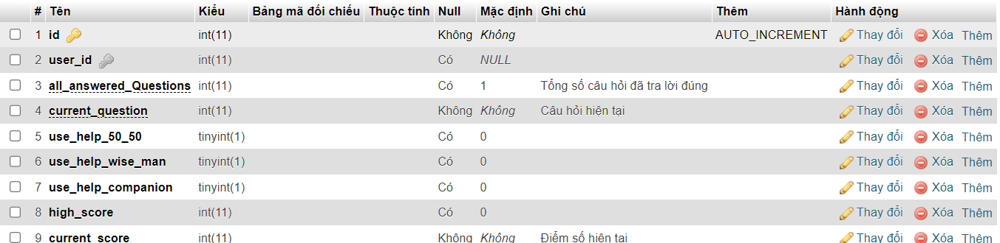 # Tên Kiểu Bảng mã đối chiếu Thuộc tính Null Mặc định Ghi chú Thêm Hành động
1 id int(11) Không Không AUTO_INCREMENT Thay đổi Xóa Thêm
2 user_id int(11) Có NULL Thay đổi Xóa Thêm
3 all_answered_Questions int(11) Có 1 Tổng số câu hỏi đã tra lời đúng Thay đổi Xóa Thêm
4 current_question int(11) Không Không Câu hỏi hiện tại Thay đổi Xóa Thêm
5 use_help_50_50 tinyint(1) Có 0 Thay đổi Xóa Thêm
6 use_help_wise_man tinyint(1) Có 0 Thay đổi Xóa Thêm
7 use_help_companion tinyint(1) Có 0 Thay đổi Xóa Thêm
8 high_score int(11) Có 0 Thay đổi Xóa Thêm
9 current_score int(11) Không Không Điểm số hiện tại Thay đổi Xóa Thêm